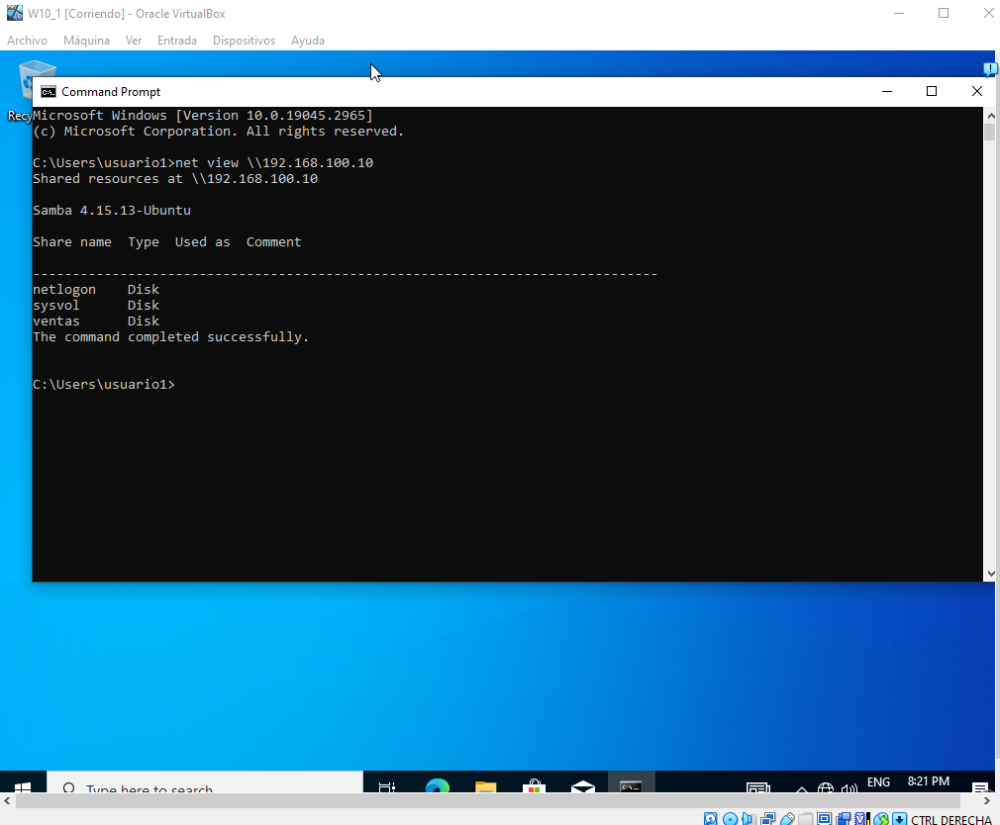 W10_1 [Corriendo] - Oracle VirtualBox
Archivo Máquina Ver Entrada Dispositivos Ayuda
Command Prompt
Recy
Microsoft Windows [Version 10.0.19045.2965]
(c) Microsoft Corporation. All rights reserved.
C:\Users\usuario1>net view \\192.168.100.10
Shared resources at \\192.168.100.10
Samba 4.15.13-Ubuntu
Share name Type Used as Comment
-------------------------------------------------------------------------------
netlogon Disk
sysvol Disk
ventas Disk
The command completed successfully.
C:\Users\usuario1>
Type here to search
ENG 8:21 PM
CTRL DERECHA